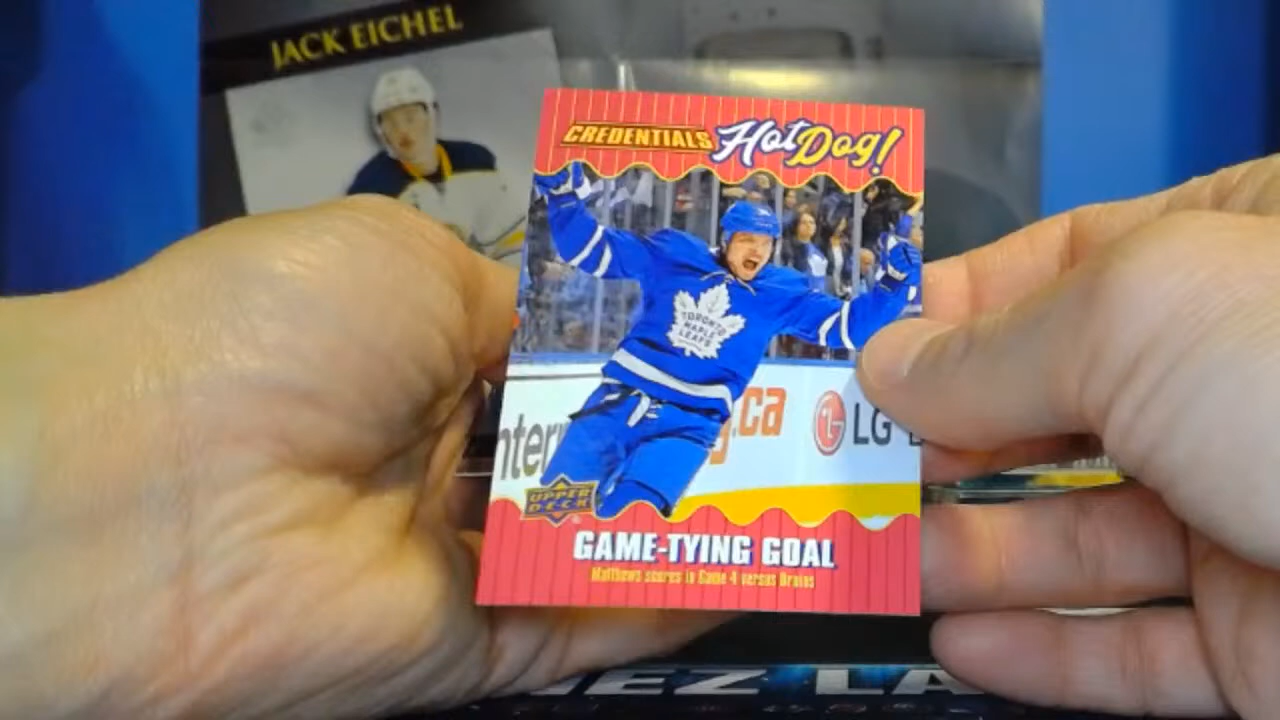 JACK EICHEL
CREDENTIALS Hot Dog!
TORONTO
MAPLE
LEAFS
.ca
LG
UPPER
DECK
GAME-TYING GOAL
Matthews scores in Game 4 versus Bruins